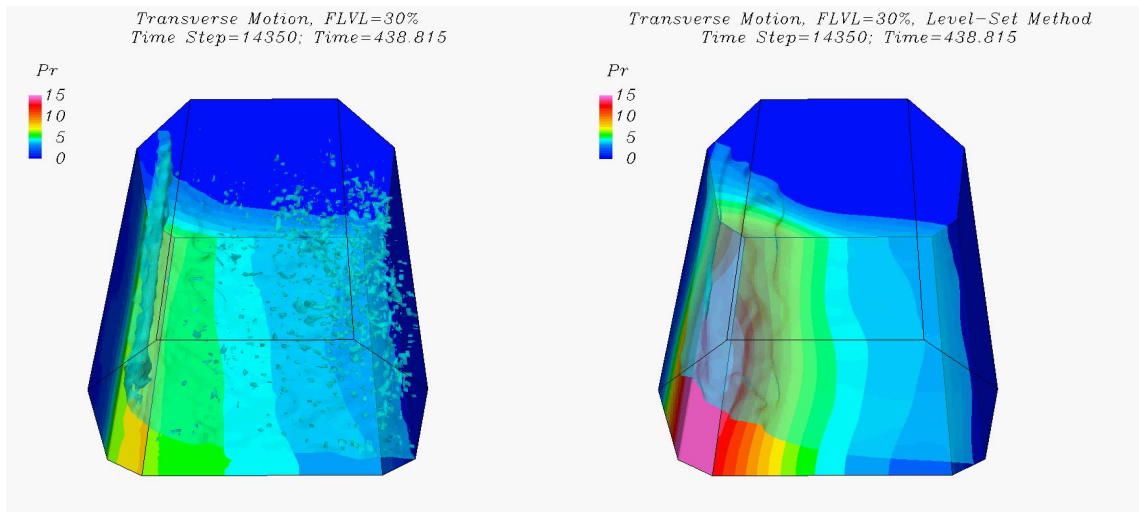 Transverse Motion, FLVL=30%
Time Step=14350; Time=438.815
Pr
15
10
5
0
Transverse Motion, FLVL=30%, Level-Set Method
Time Step=14350; Time=438.815
Pr
15
10
5
0